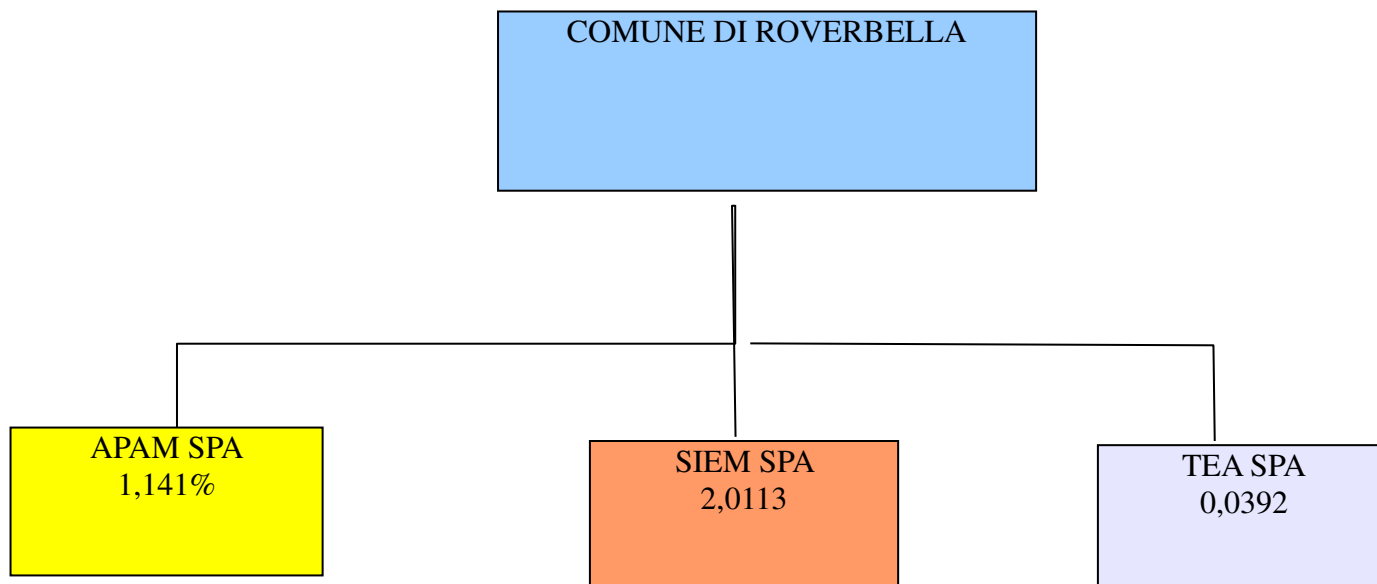 COMUNE DI ROVERBELLA
APAM SPA
1,141%
SIEM SPA
2,0113
TEA SPA
0,0392